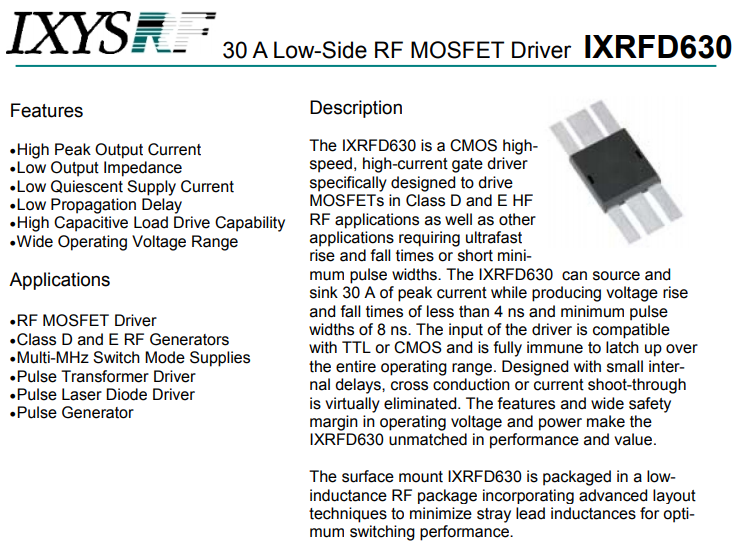 IXYSRF 30 A Low-Side RF MOSFET Driver IXRFD630
Features
•High Peak Output Current
•Low Output Impedance
•Low Quiescent Supply Current
•Low Propagation Delay
•High Capacitive Load Drive Capability
•Wide Operating Voltage Range
Applications
•RF MOSFET Driver
•Class D and E RF Generators
•Multi-MHz Switch Mode Supplies
•Pulse Transformer Driver
•Pulse Laser Diode Driver
•Pulse Generator
Description
The IXRFD630 is a CMOS high-
speed, high-current gate driver
specifically designed to drive
MOSFETs in Class D and E HF
RF applications as well as other
applications requiring ultrafast
rise and fall times or short mini-
mum pulse widths. The IXRFD630 can source and
sink 30 A of peak current while producing voltage rise
and fall times of less than 4 ns and minimum pulse
widths of 8 ns. The input of the driver is compatible
with TTL or CMOS and is fully immune to latch up over
the entire operating range. Designed with small inter-
nal delays, cross conduction or current shoot-through
is virtually eliminated. The features and wide safety
margin in operating voltage and power make the
IXRFD630 unmatched in performance and value.
The surface mount IXRFD630 is packaged in a low-
inductance RF package incorporating advanced layout
techniques to minimize stray lead inductances for opti-
mum switching performance.